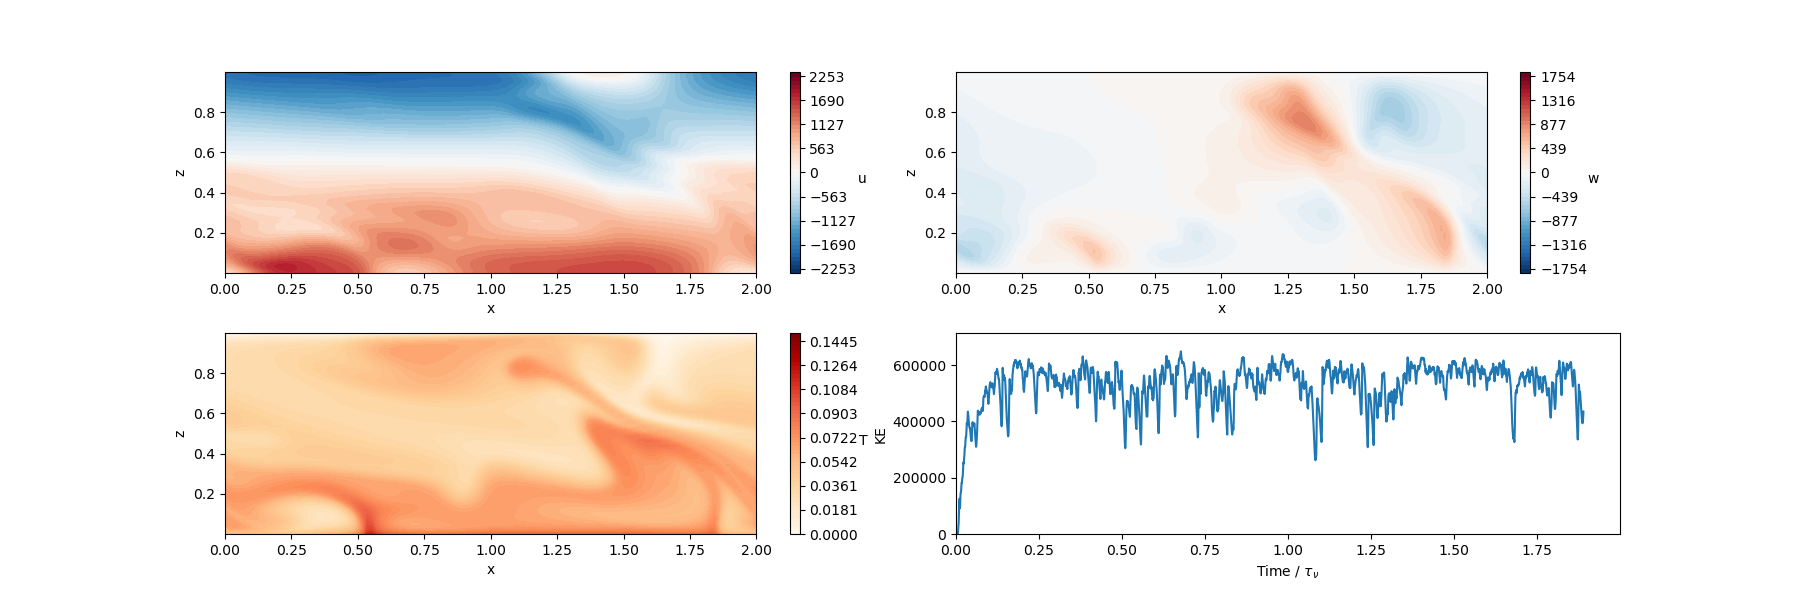 0.8
0.6
0.4
0.2
z
0.00 0.25 0.50 0.75 1.00 1.25 1.50 1.75 2.00
x
2253
1690
1127
563
0
−563
−1127
−1690
−2253
u
0.8
0.6
0.4
0.2
z
0.00 0.25 0.50 0.75 1.00 1.25 1.50 1.75 2.00
x
1754
1316
877
439
0
−439
−877
−1316
−1754
w
0.8
0.6
0.4
0.2
z
0.00 0.25 0.50 0.75 1.00 1.25 1.50 1.75 2.00
x
0.1445
0.1264
0.1084
0.0903
0.0722
0.0542
0.0361
0.0181
0.0000
T
600000
400000
200000
0
KE
0.00 0.25 0.50 0.75 1.00 1.25 1.50 1.75
Time / τν